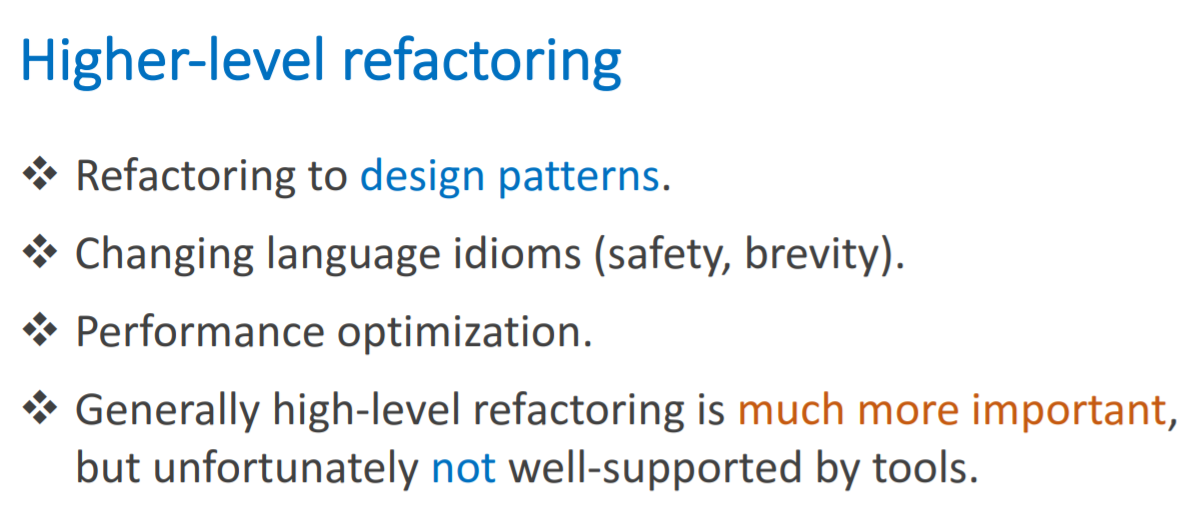 Higher-level refactoring
❖ Refactoring to design patterns.
❖ Changing language idioms (safety, brevity).
❖ Performance optimization.
❖ Generally high-level refactoring is much more important,
but unfortunately not well-supported by tools.